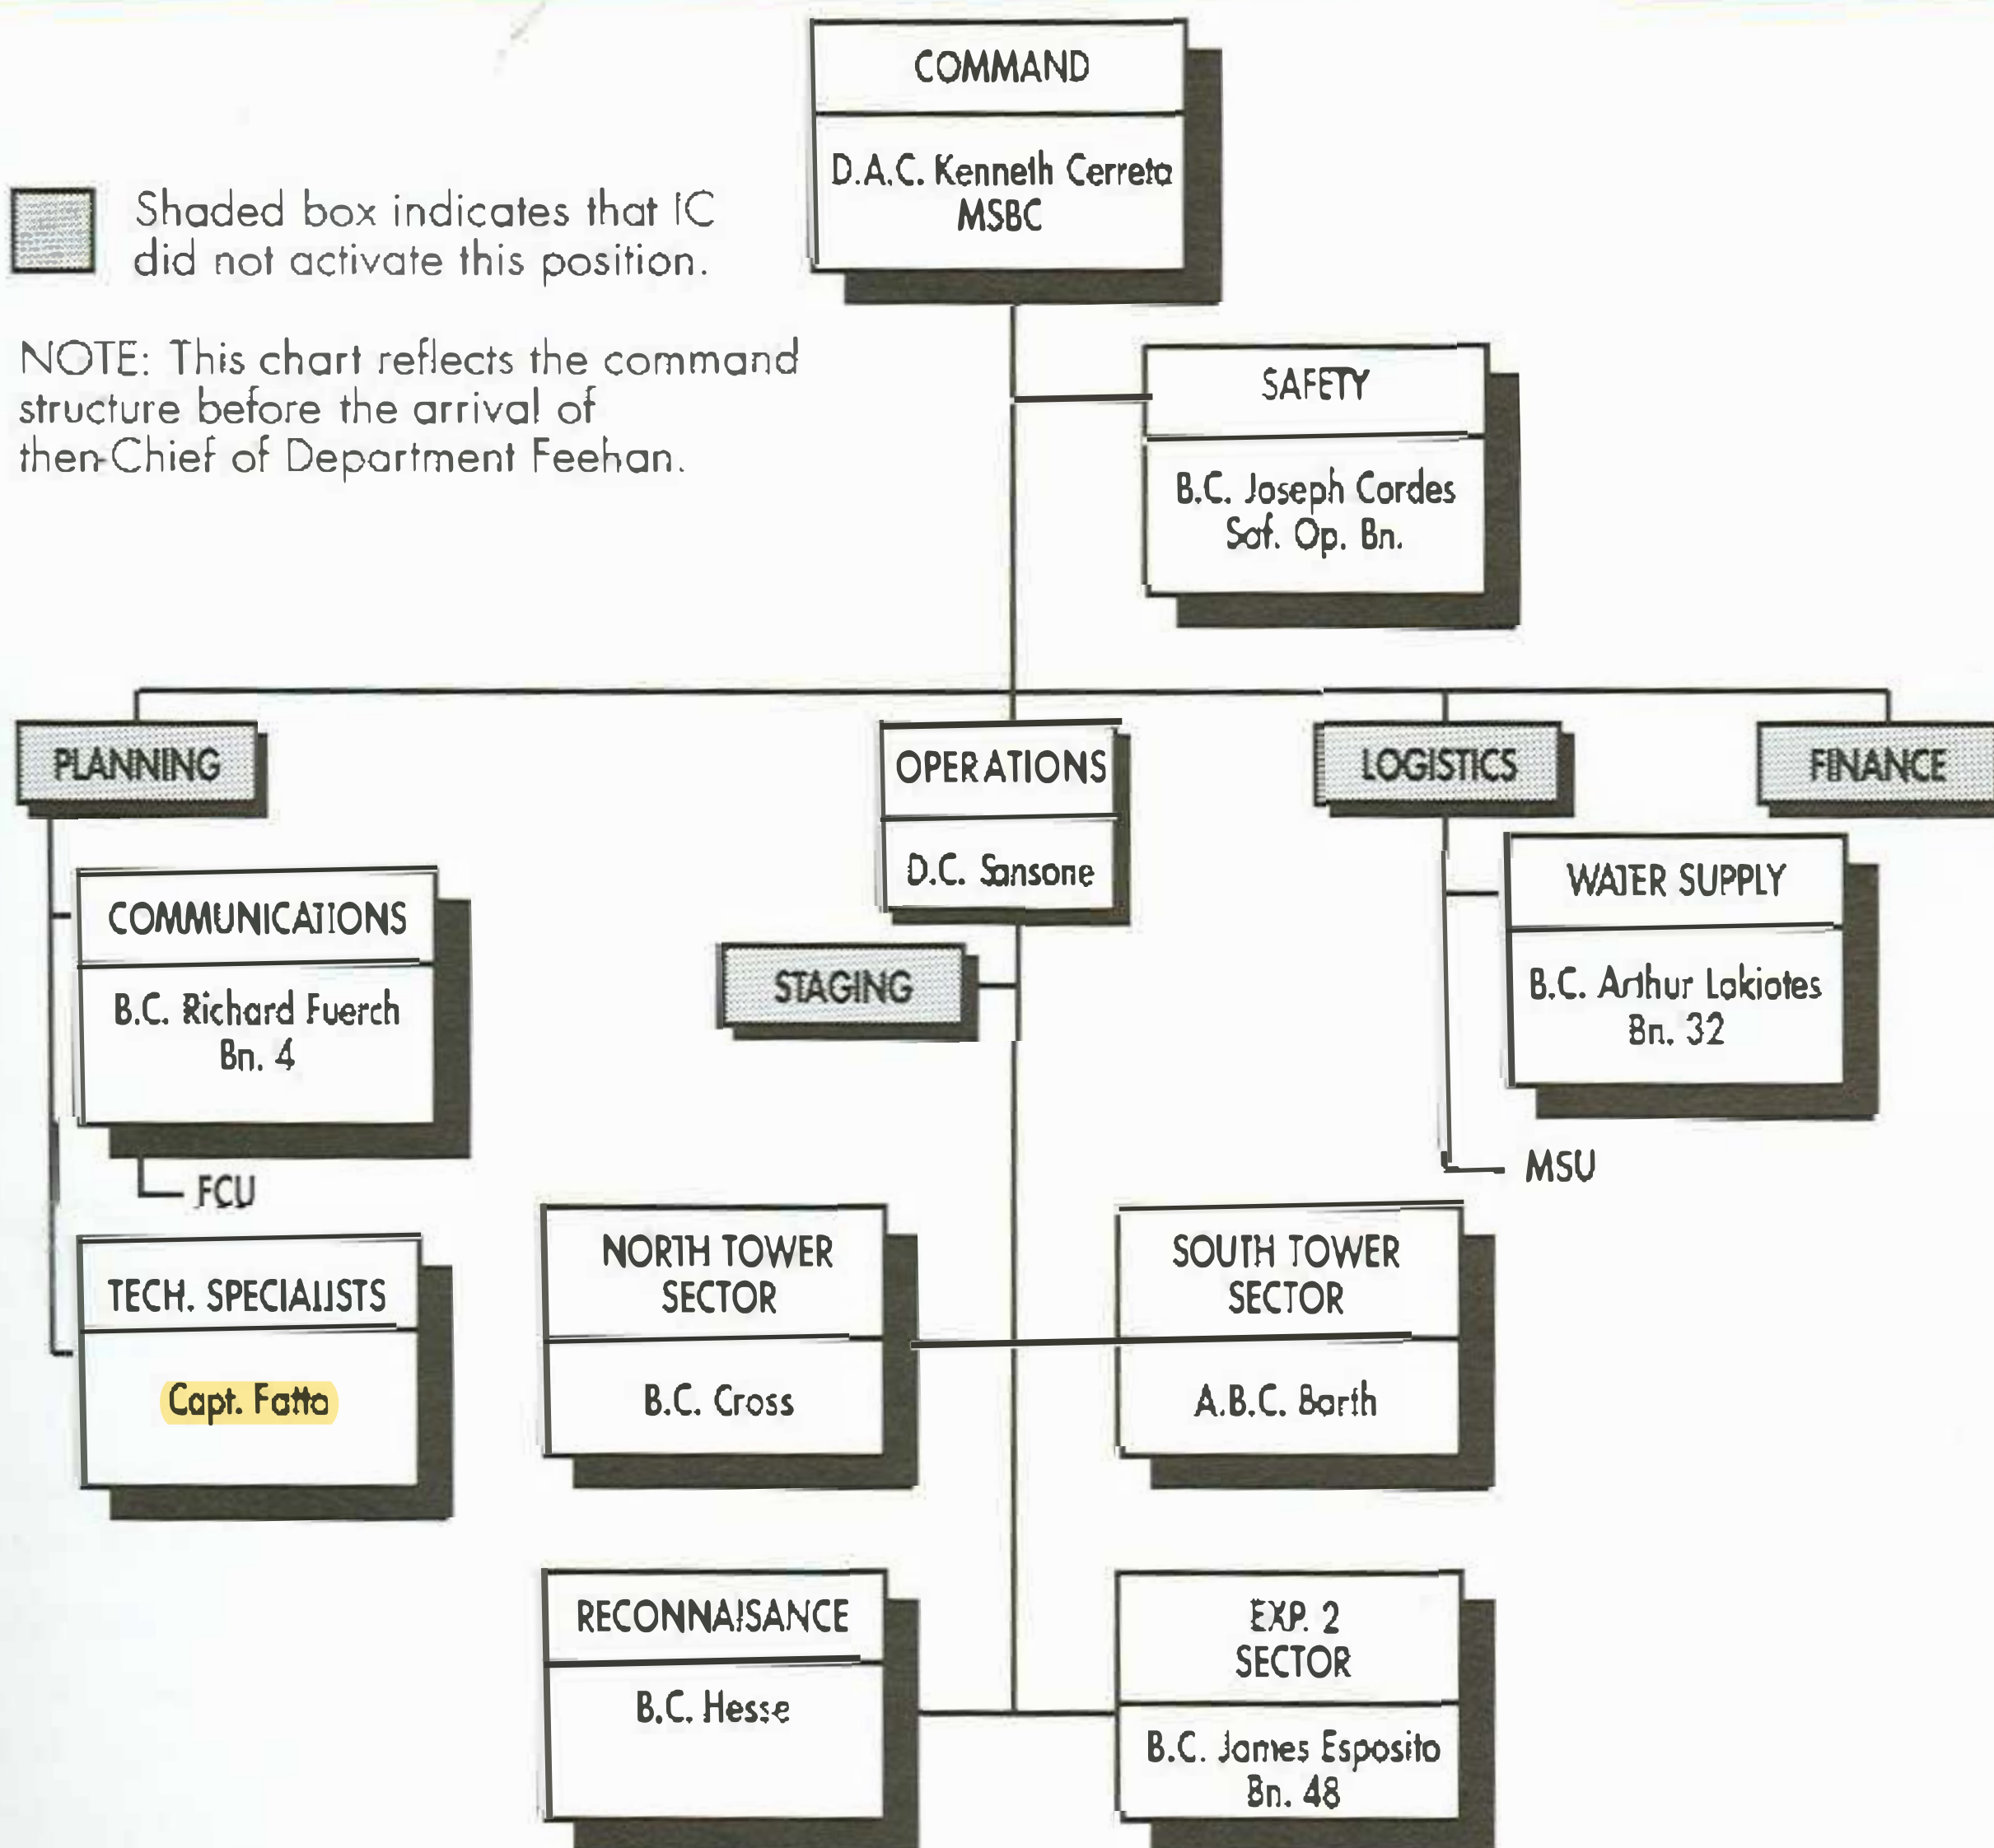 COMMAND
D.A.C. Kenneth Cerreta
MSBC
Shaded box indicates that IC
did not activate this position.
NOTE: This chart reflects the command
structure before the arrival of
then-Chief of Department Feehan.
SAFETY
B.C. Joseph Cordes
Saf. Op. Bn.
PLANNING
OPERATIONS
D.C. Sansone
LOGISTICS
FINANCE
COMMUNICATIONS
B.C. Richard Fuerch
Bn. 4
FCU
STAGING
WATER SUPPLY
B.C. Arthur Lakiotes
Bn. 32
MSU
TECH. SPECIALISTS
Capt. Fatta
NORTH TOWER
SECTOR
B.C. Cross
SOUTH TOWER
SECTOR
A.B.C. Barth
RECONNAISANCE
B.C. Hesse
EXP. 2
SECTOR
B.C. James Esposito
Bn. 48